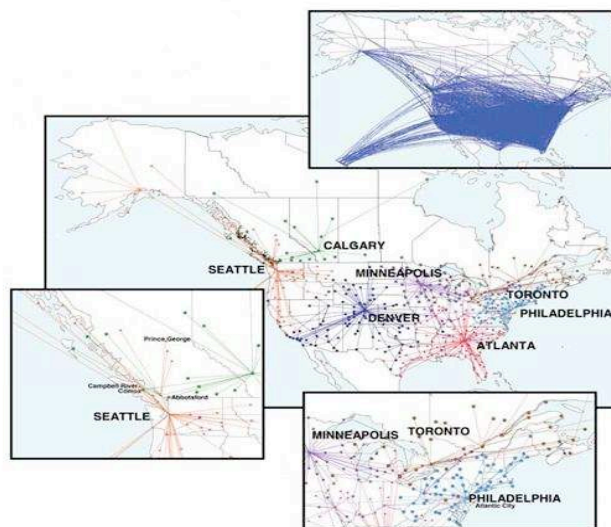 CALGARY
SEATTLE
MINNEAPOLIS
TORONTO
DENVER
PHILADELPHIA
ATLANTA
Prince George
Campbell River
Comox
Abbotsford
SEATTLE
MINNEAPOLIS
TORONTO
PHILADELPHIA
Atlantic City